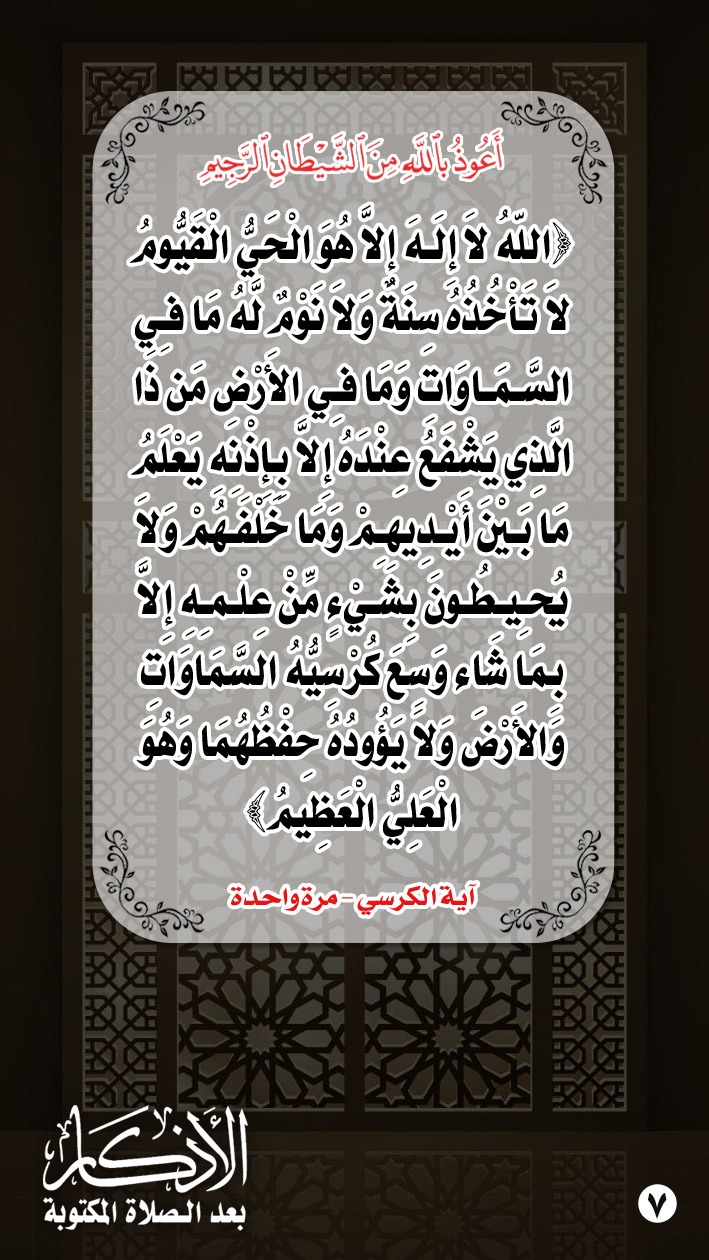 أَعُوذُ بِٱللَّهِ مِنَ ٱلشَّيْطَانِ ٱلرَّجِيمِ
﴿اللّهُ لاَ إِلَـهَ إِلاَّ هُوَ الْحَيُّ الْقَيُّومُ
لاَ تَأْخُذُهُ سِنَةٌ وَلاَ نَوْمٌ لَّهُ مَا فِي
السَّمَاوَاتِ وَمَا فِي الأَرْضِ مَن ذَا
الَّذِي يَشْفَعُ عِنْدَهُ إِلاَّ بِإِذْنِهِ يَعْلَمُ
مَا بَيْنَ أَيْدِيهِمْ وَمَا خَلْفَهُمْ وَلاَ
يُحِيطُونَ بِشَيْءٍ مِّنْ عِلْمِهِ إِلاَّ
بِمَا شَاء وَسِعَ كُرْسِيُّهُ السَّمَاوَاتِ
وَالأَرْضَ وَلاَ يَؤُودُهُ حِفْظُهُمَا وَهُوَ
الْعَلِيُّ الْعَظِيمُ﴾
آية الكرسي - مرة واحدة
الأذكار
بعد الصلاة المكتوبة
٧